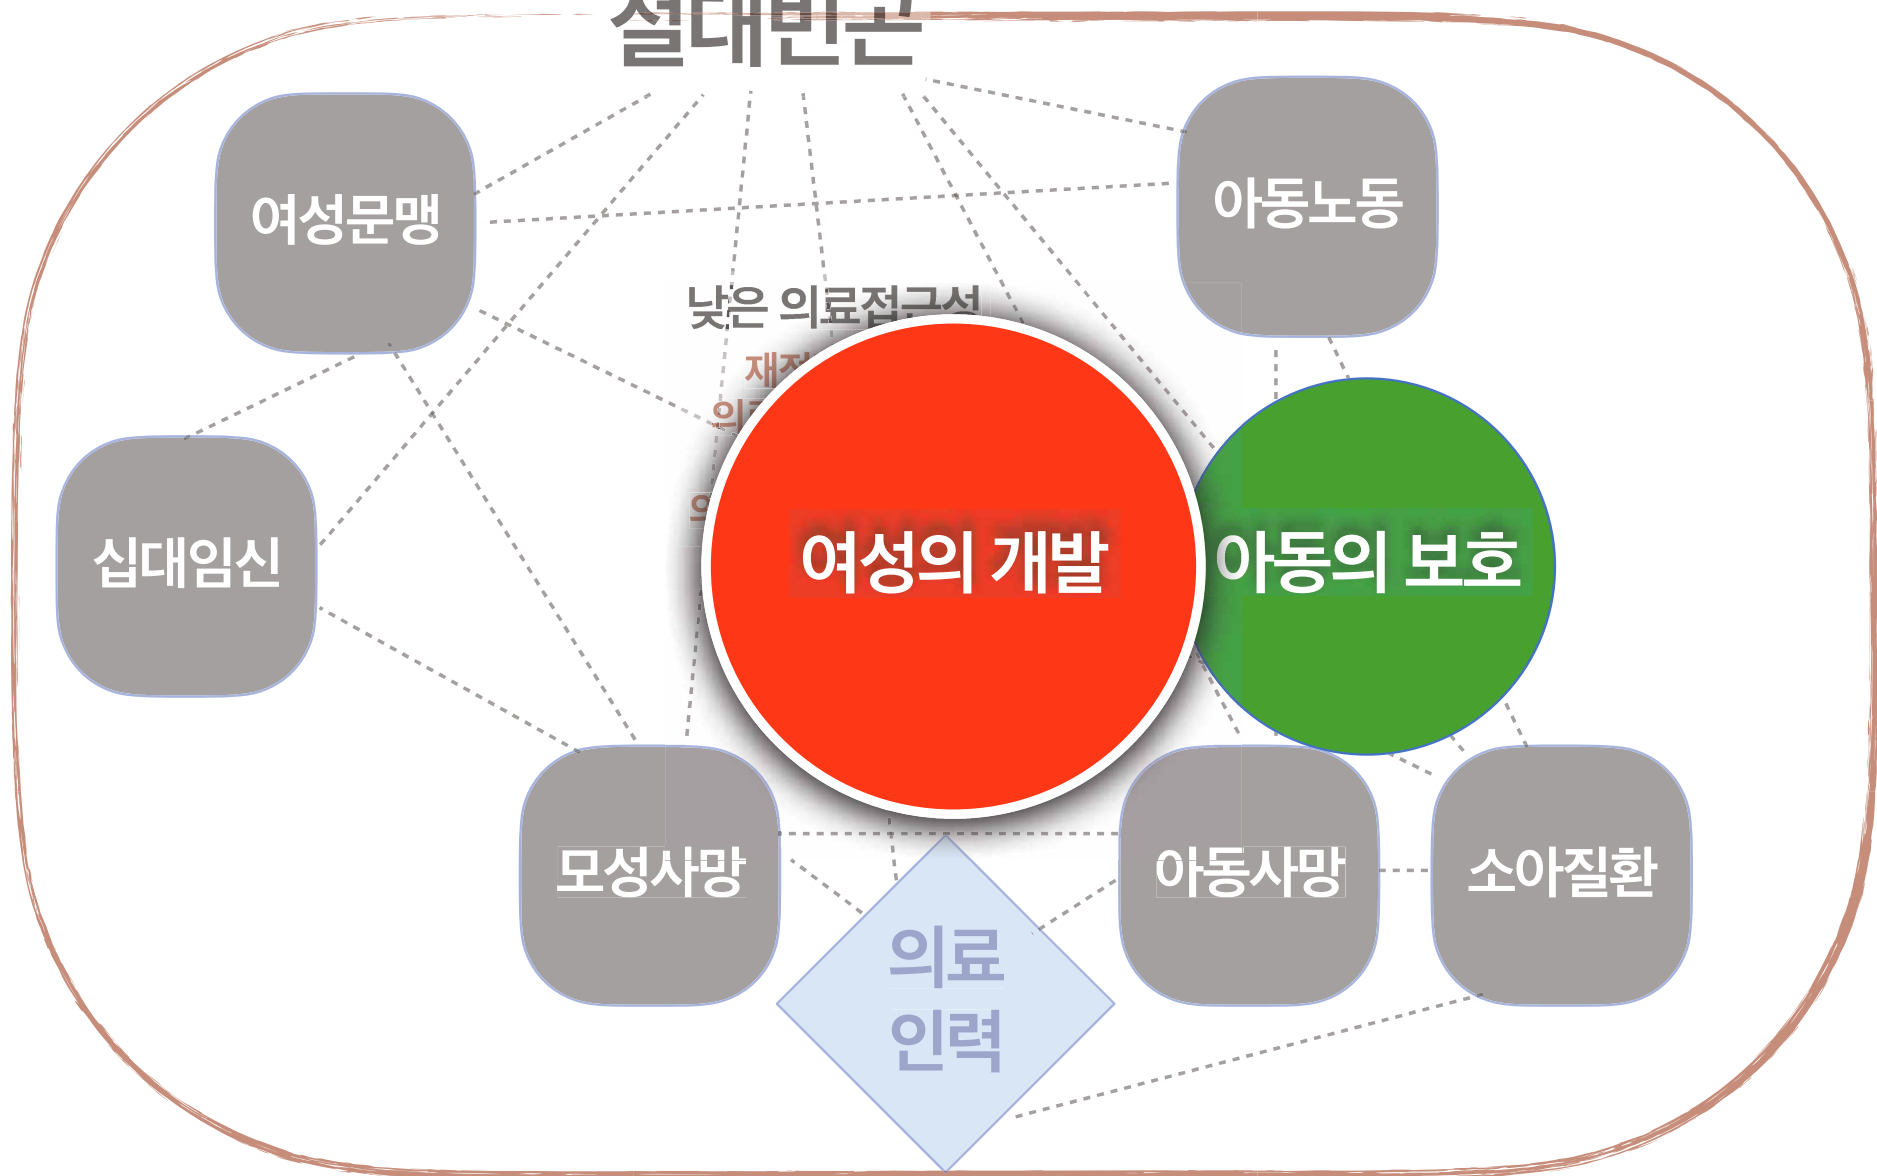 절대빈곤
여성문맹
아동노동
낮은 의료접근성
십대임신
여성의 개발
아동의 보호
모성사망
아동사망
소아질환
의료
인력